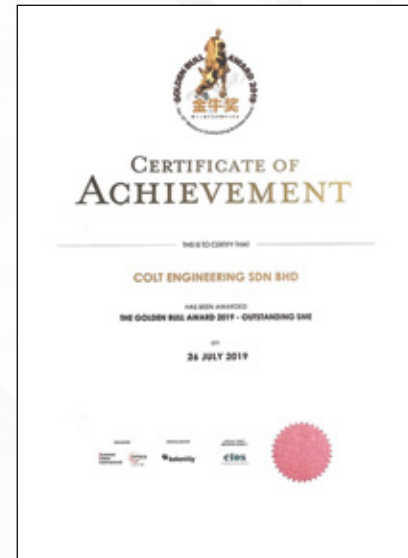 GOLDEN BULL AWARD 2019
金牛奖
CERTIFICATE OF
ACHIEVEMENT
THIS IS TO CERTIFY THAT
COLT ENGINEERING SDN BHD
HAS BEEN AWARDED
THE GOLDEN BULL AWARD 2019 - OUTSTANDING SME
ON
26 JULY 2019
ctos